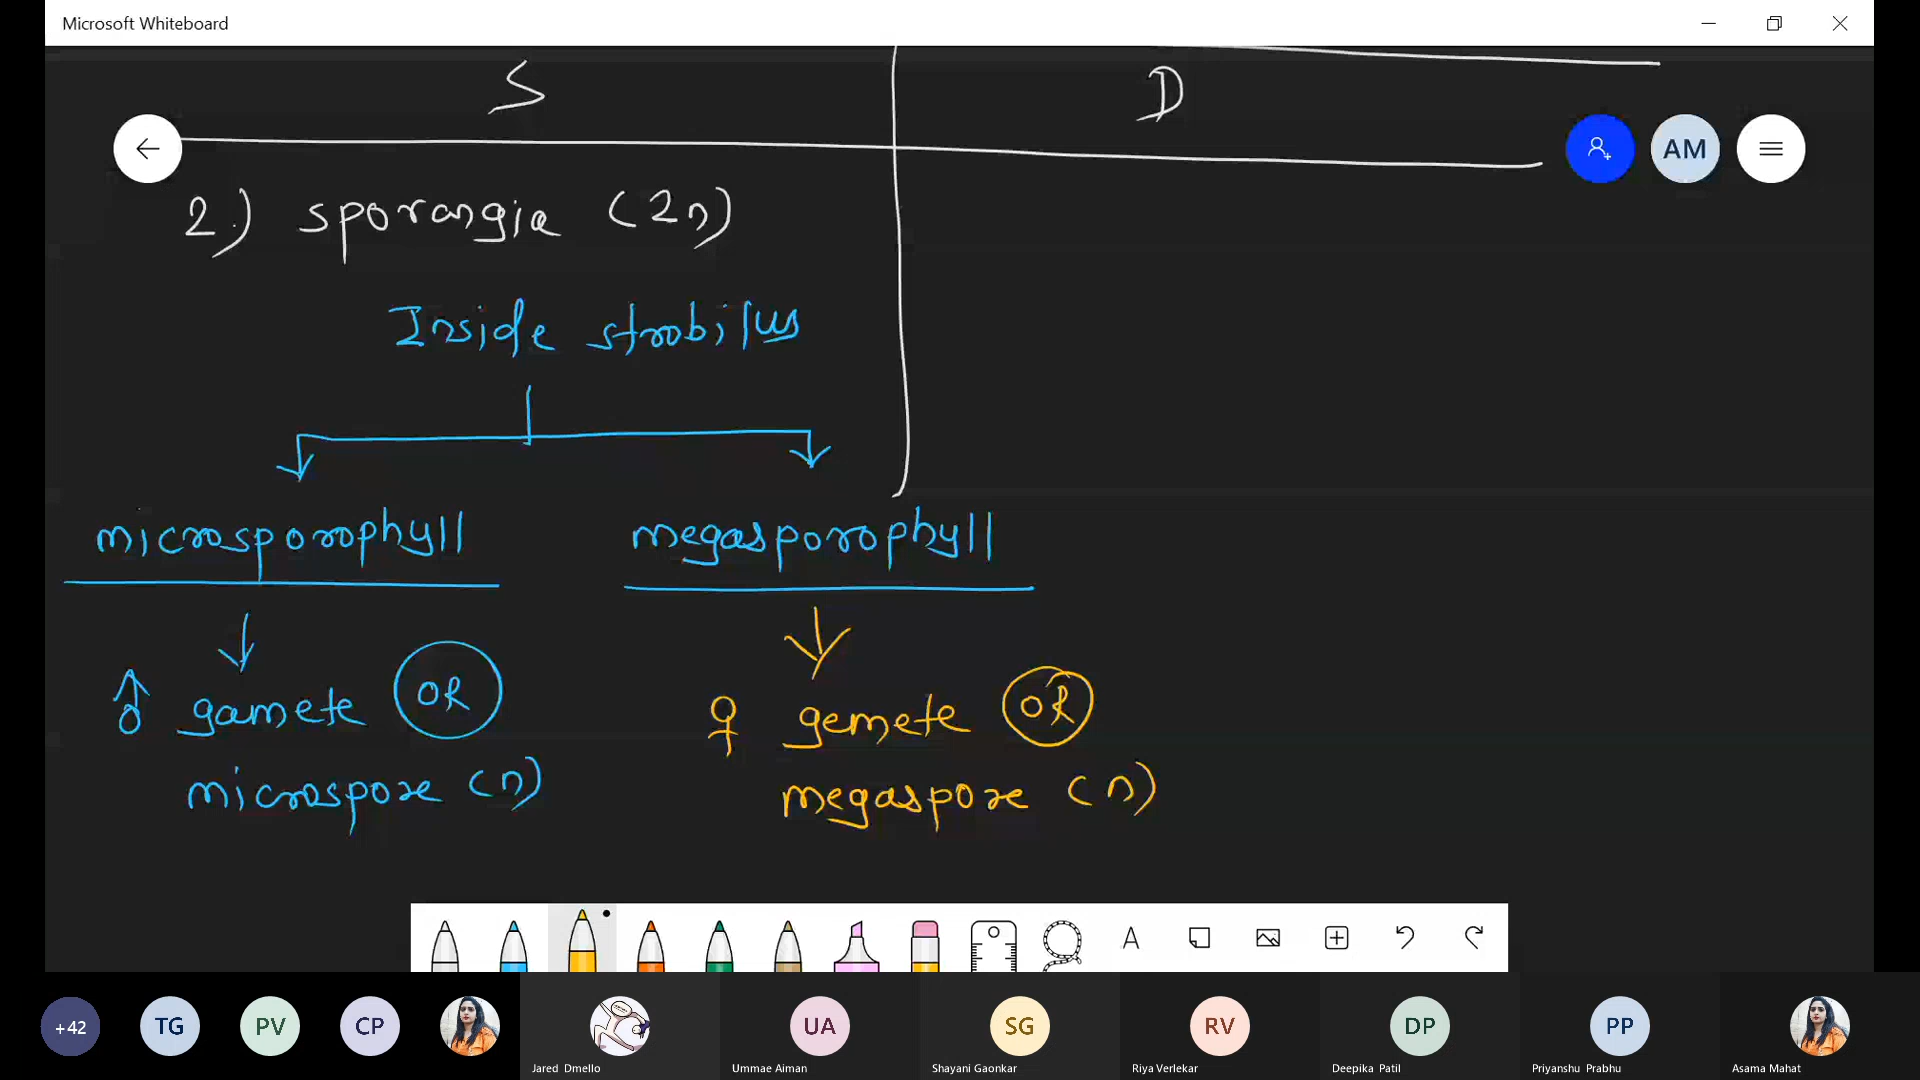 Microsoft Whiteboard
S D
AM
2.) sporangia (2n)
Inside strobilus
microsporophyll megasporophyll
♂ gamete OR ♀ gemete OR
microspore (n) megaspore (n)
A
+42 TG PV CP UA SG RV DP PP
Jared Dmello Ummae Aiman Shayani Gaonkar Riya Verlekar Deepika Patil Priyanshu Prabhu Asama Mahat